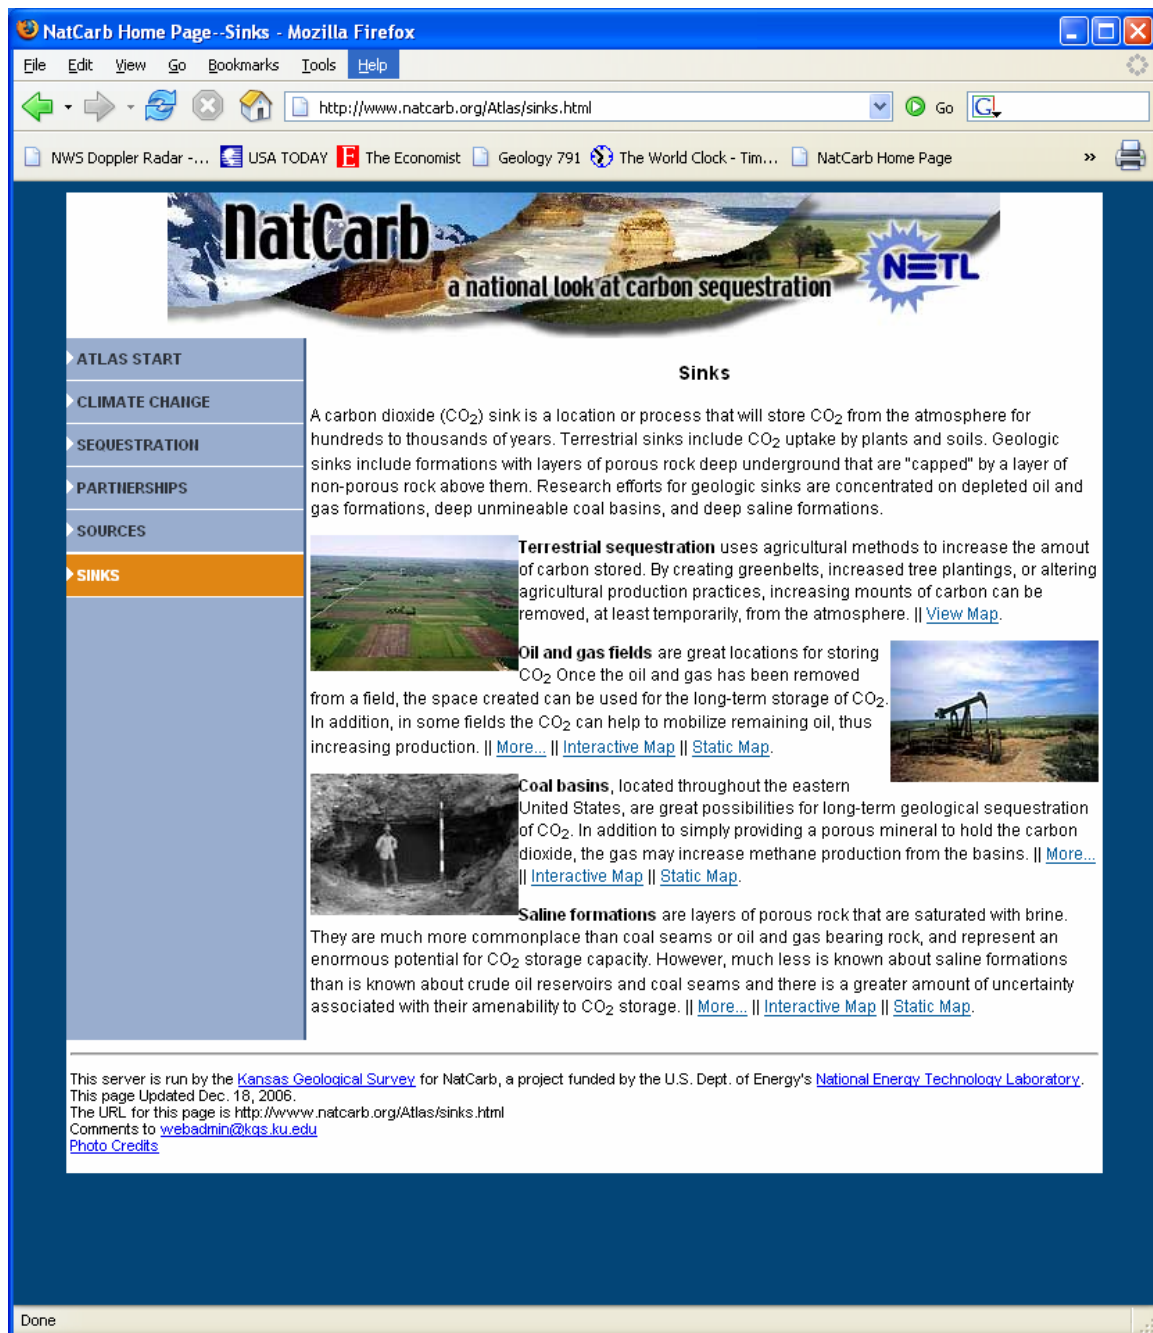 NatCarb Home Page--Sinks - Mozilla Firefox
File Edit View Go Bookmarks Tools Help
http://www.natcarb.org/Atlas/sinks.html Go G
NWS Doppler Radar -... USA TODAY E The Economist Geology 791 The World Clock - Tim... NatCarb Home Page »
NatCarb
a national look at carbon sequestration
NETL
ATLAS START
CLIMATE CHANGE
SEQUESTRATION
PARTNERSHIPS
SOURCES
SINKS
Sinks
A carbon dioxide (CO2) sink is a location or process that will store CO2 from the atmosphere for
hundreds to thousands of years. Terrestrial sinks include CO2 uptake by plants and soils. Geologic
sinks include formations with layers of porous rock deep underground that are "capped" by a layer of
non-porous rock above them. Research efforts for geologic sinks are concentrated on depleted oil and
gas formations, deep unmineable coal basins, and deep saline formations.
Terrestrial sequestration uses agricultural methods to increase the amout
of carbon stored. By creating greenbelts, increased tree plantings, or altering
agricultural production practices, increasing mounts of carbon can be
removed, at least temporarily, from the atmosphere. || View Map.
Oil and gas fields are great locations for storing
CO2 Once the oil and gas has been removed
from a field, the space created can be used for the long-term storage of CO2.
In addition, in some fields the CO2 can help to mobilize remaining oil, thus
increasing production. || More... || Interactive Map || Static Map.
Coal basins, located throughout the eastern
United States, are great possibilities for long-term geological sequestration
of CO2. In addition to simply providing a porous mineral to hold the carbon
dioxide, the gas may increase methane production from the basins. || More...
|| Interactive Map || Static Map.
Saline formations are layers of porous rock that are saturated with brine.
They are much more commonplace than coal seams or oil and gas bearing rock, and represent an
enormous potential for CO2 storage capacity. However, much less is known about saline formations
than is known about crude oil reservoirs and coal seams and there is a greater amount of uncertainty
associated with their amenability to CO2 storage. || More... || Interactive Map || Static Map.
This server is run by the Kansas Geological Survey for NatCarb, a project funded by the U.S. Dept. of Energy's National Energy Technology Laboratory.
This page Updated Dec. 18, 2006.
The URL for this page is http://www.natcarb.org/Atlas/sinks.html
Comments to webadmin@kgs.ku.edu
Photo Credits
Done